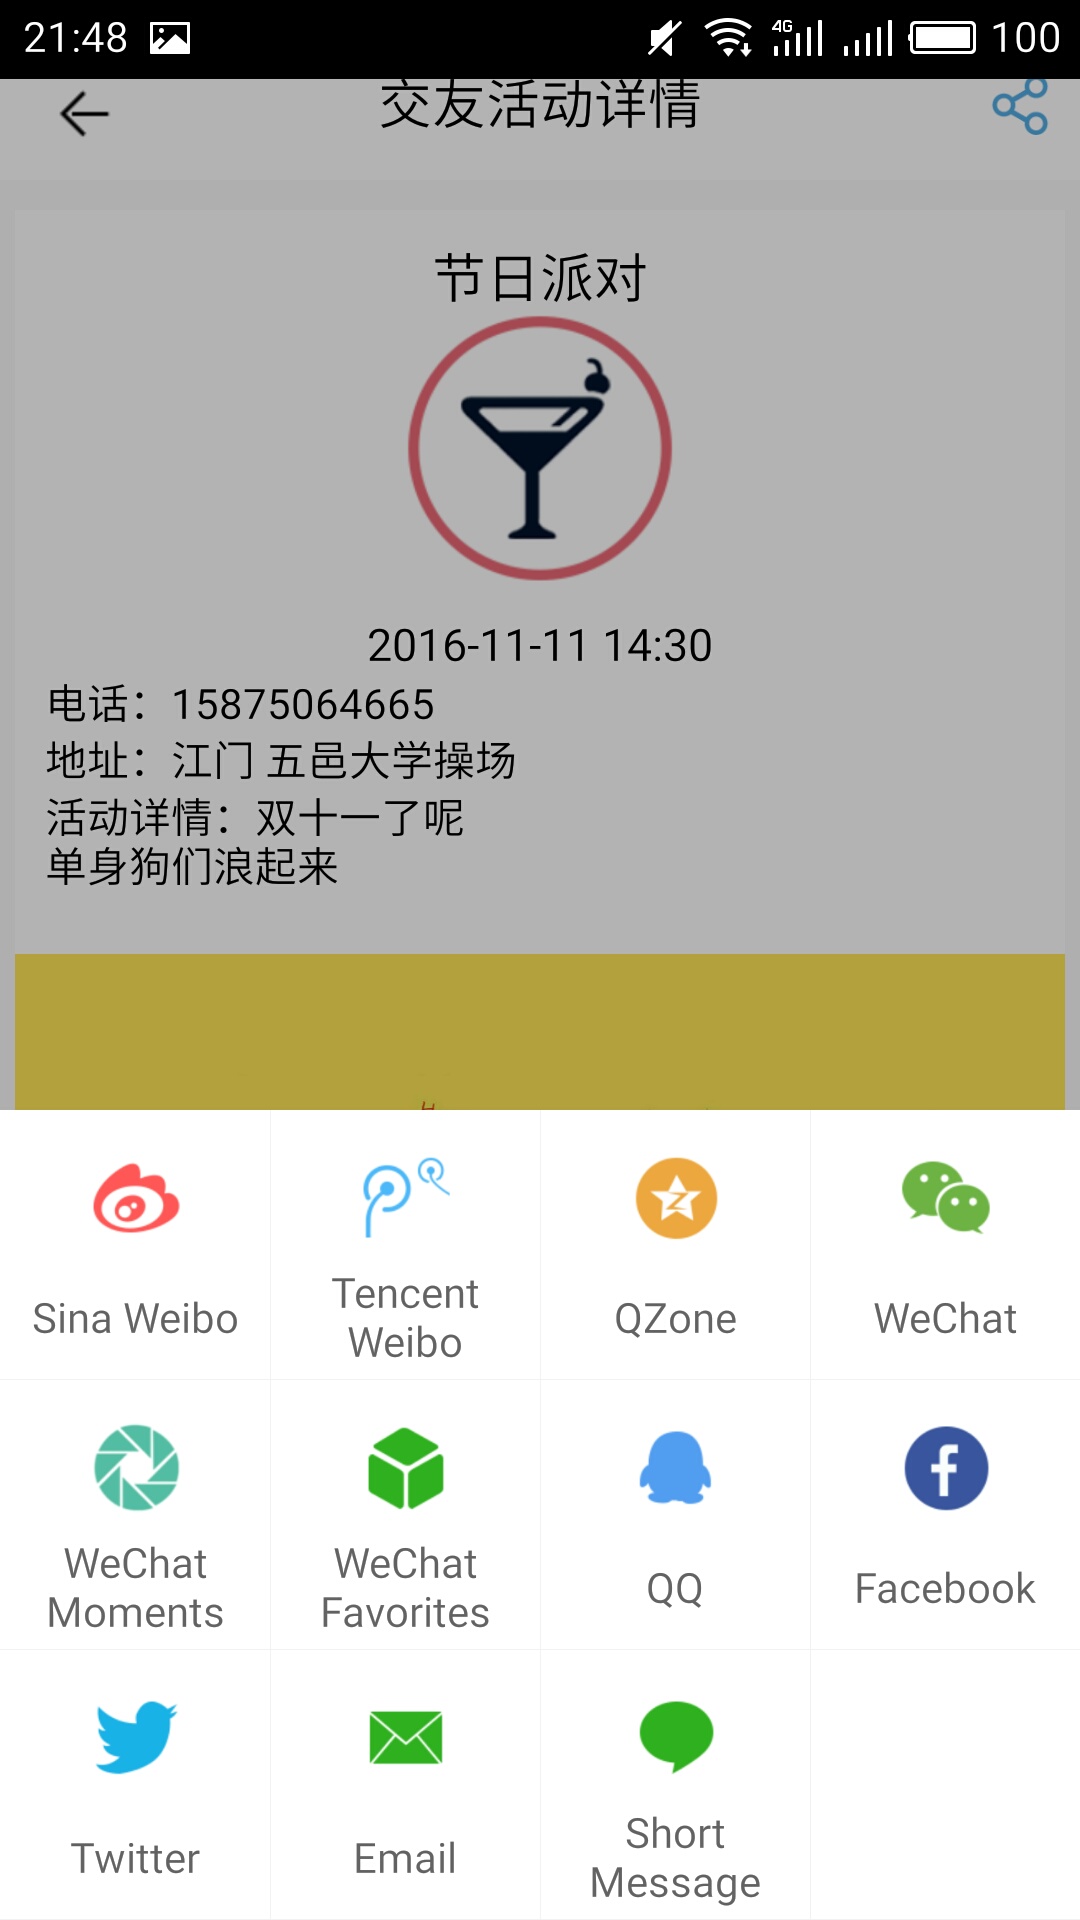 21:48
4G
100
交友活动详情
节日派对
2016-11-11 14:30
电话：15875064665
地址：江门 五邑大学操场
活动详情：双十一了呢
单身狗们浪起来
Sina Weibo
Tencent
Weibo
QZone
WeChat
WeChat
Moments
WeChat
Favorites
QQ
Facebook
Twitter
Email
Short
Message